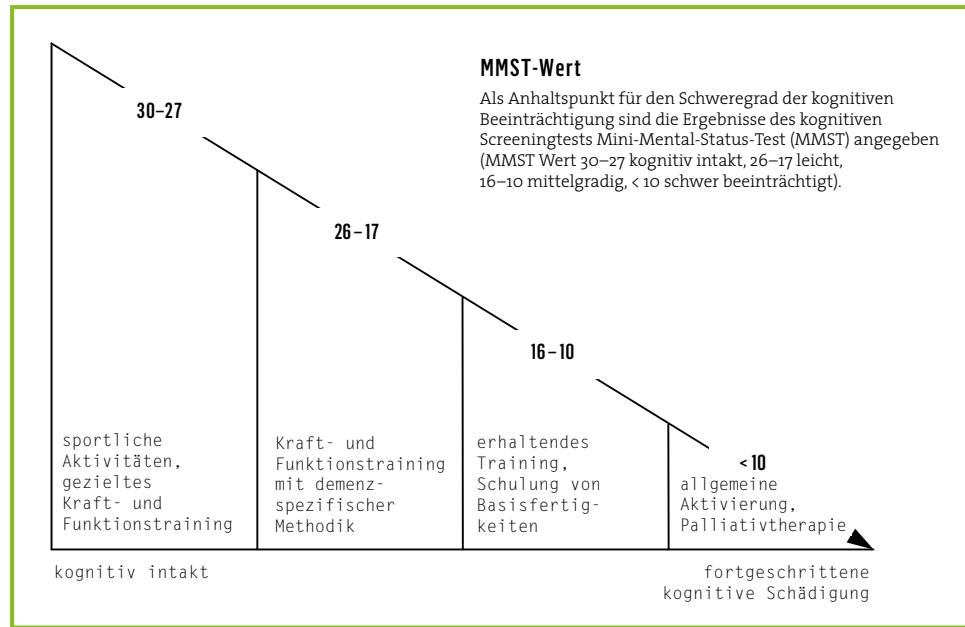 MMST-Wert
Als Anhaltspunkt für den Schweregrad der kognitiven
Beeinträchtigung sind die Ergebnisse des kognitiven
Screeningtests Mini-Mental-Status-Test (MMST) angegeben
(MMST Wert 30–27 kognitiv intakt, 26–17 leicht,
16–10 mittelgradig, < 10 schwer beeinträchtigt).
30–27
26–17
16–10
< 10
sportliche
Aktivitäten,
gezieltes
Kraft- und
Funktionstraining
Kraft- und
Funktionstraining
mit demenz-
spezifischer
Methodik
erhaltendes
Training,
Schulung von
Basisfertig-
keiten
allgemeine
Aktivierung,
Palliativtherapie
kognitiv intakt
fortgeschrittene
kognitive Schädigung